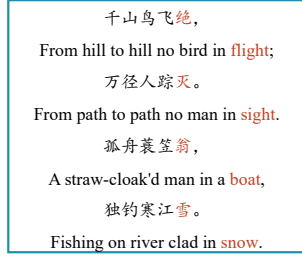 千山鸟飞绝，
From hill to hill no bird in flight;
万径人踪灭。
From path to path no man in sight.
孤舟蓑笠翁，
A straw-cloak'd man in a boat,
独钓寒江雪。
Fishing on river clad in snow.